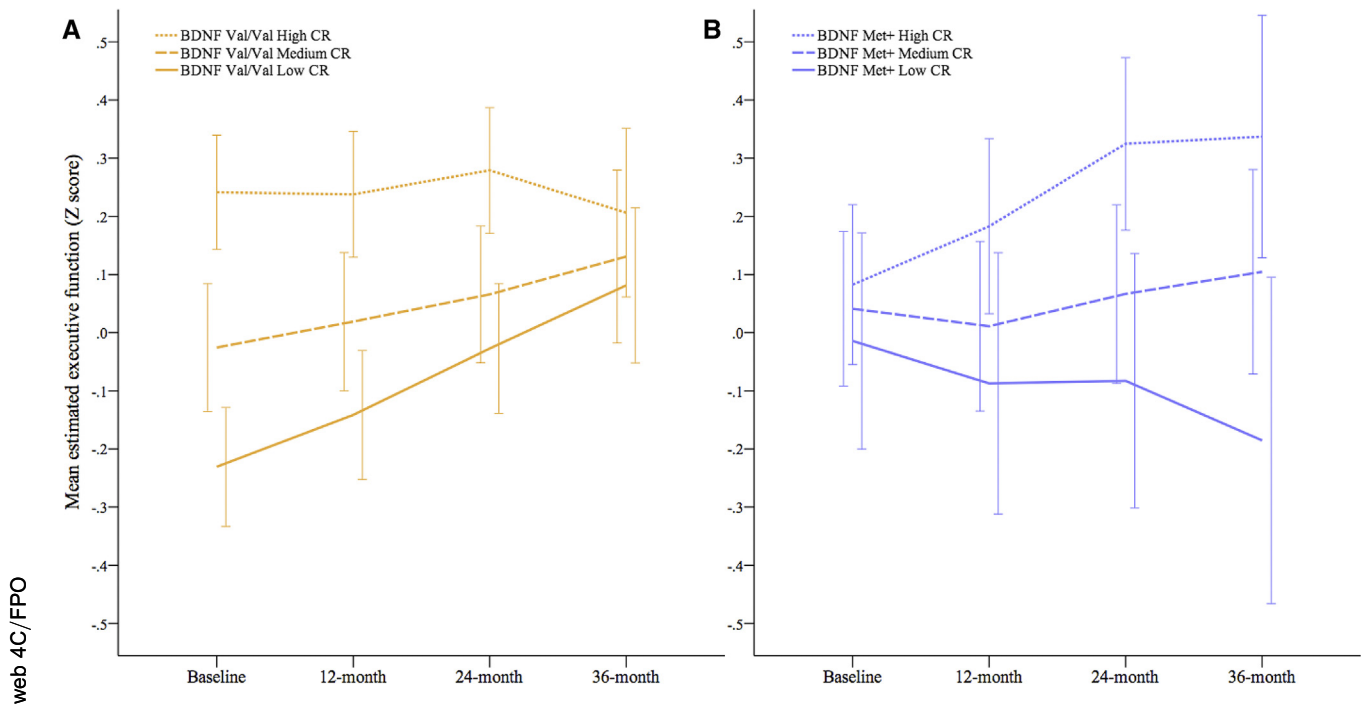 A
BDNF Val/Val High CR
BDNF Val/Val Medium CR
BDNF Val/Val Low CR
.5
.4
.3
.2
.1
.0
-.1
-.2
-.3
-.4
-.5
Mean estimated executive function (Z score)
Baseline 12-month 24-month 36-month
B
BDNF Met+ High CR
BDNF Met+ Medium CR
BDNF Met+ Low CR
.5
.4
.3
.2
.1
.0
-.1
-.2
-.3
-.4
-.5
Baseline 12-month 24-month 36-month
web 4C/FPO